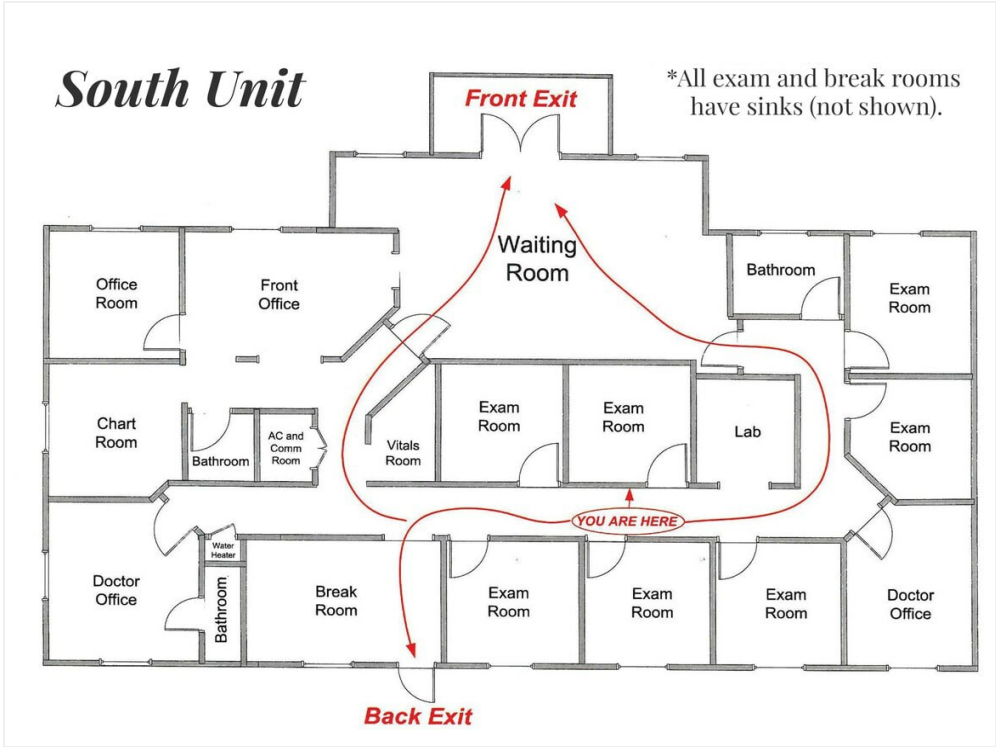 South Unit
*All exam and break rooms
have sinks (not shown).
Front Exit
Waiting
Room
Office
Room
Front
Office
Bathroom
Exam
Room
Chart
Room
Bathroom
AC and
Comm
Room
Vitals
Room
Exam
Room
Exam
Room
Lab
Exam
Room
YOU ARE HERE
Doctor
Office
Water
Heater
Bathroom
Break
Room
Exam
Room
Exam
Room
Exam
Room
Doctor
Office
Back Exit